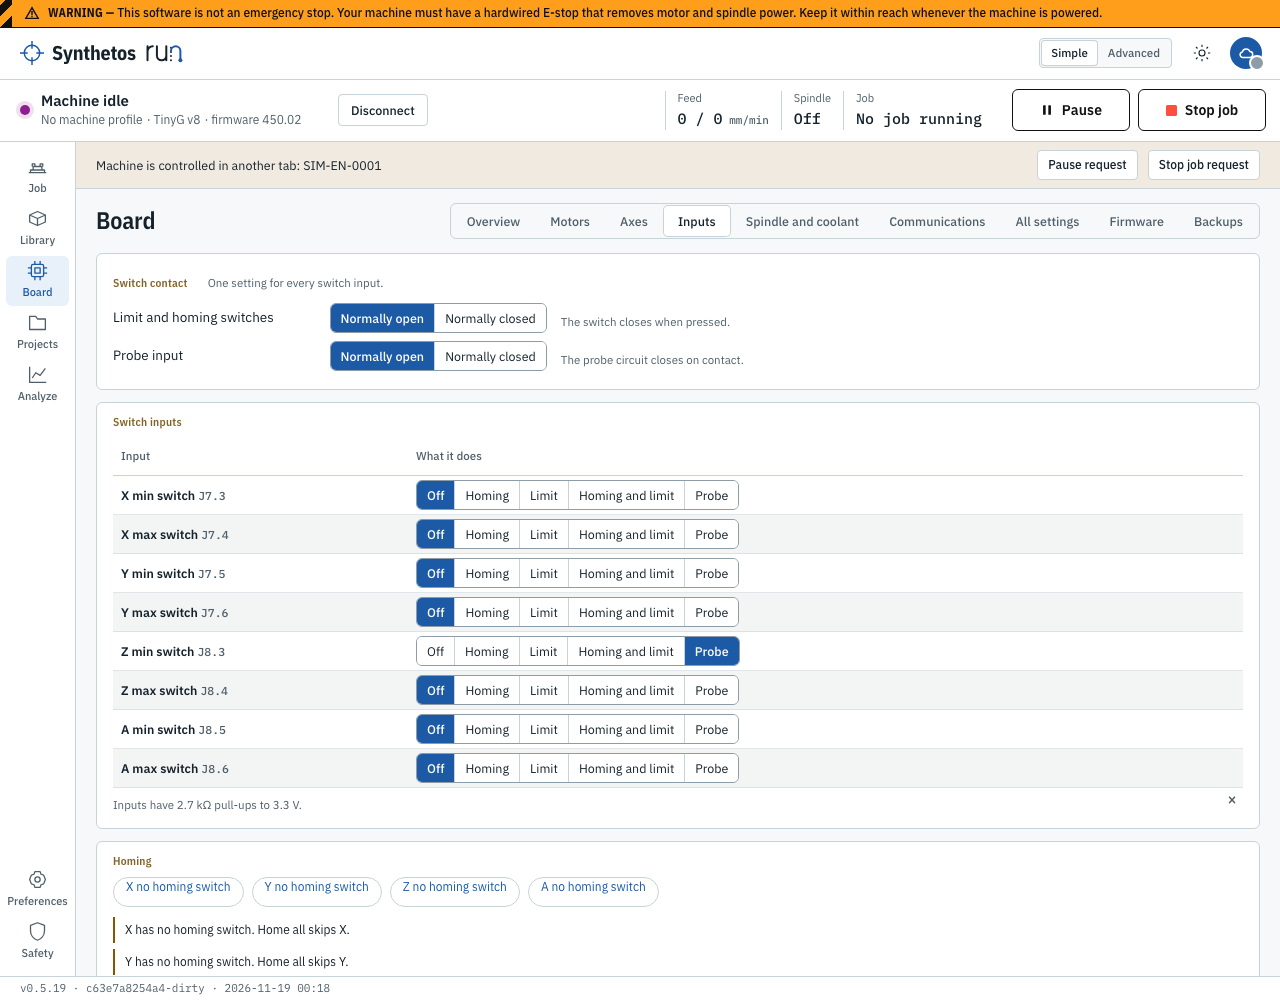 WARNING — This software is not an emergency stop. Your machine must have a hardwired E-stop that removes motor and spindle power. Keep it within reach whenever the machine is powered.
Synthetos run
Simple Advanced
Machine idle
No machine profile · TinyG v8 · firmware 450.02
Disconnect
Feed
0 / 0 mm/min
Spindle
Off
Job
No job running
Pause
Stop job
Job
Library
Board
Projects
Analyze
Preferences
Safety
Machine is controlled in another tab: SIM-EN-0001
Pause request Stop job request
Board
Overview Motors Axes Inputs Spindle and coolant Communications All settings Firmware Backups
Switch contact One setting for every switch input.
Limit and homing switches Normally open Normally closed The switch closes when pressed.
Probe input Normally open Normally closed The probe circuit closes on contact.
Switch inputs
Input What it does
X min switch J7.3 Off Homing Limit Homing and limit Probe
X max switch J7.4 Off Homing Limit Homing and limit Probe
Y min switch J7.5 Off Homing Limit Homing and limit Probe
Y max switch J7.6 Off Homing Limit Homing and limit Probe
Z min switch J8.3 Off Homing Limit Homing and limit Probe
Z max switch J8.4 Off Homing Limit Homing and limit Probe
A min switch J8.5 Off Homing Limit Homing and limit Probe
A max switch J8.6 Off Homing Limit Homing and limit Probe
Inputs have 2.7 kΩ pull-ups to 3.3 V. ×
Homing
X no homing switch Y no homing switch Z no homing switch A no homing switch
X has no homing switch. Home all skips X.
Y has no homing switch. Home all skips Y.
v0.5.19 · c63e7a8254a4-dirty · 2026-11-19 00:18